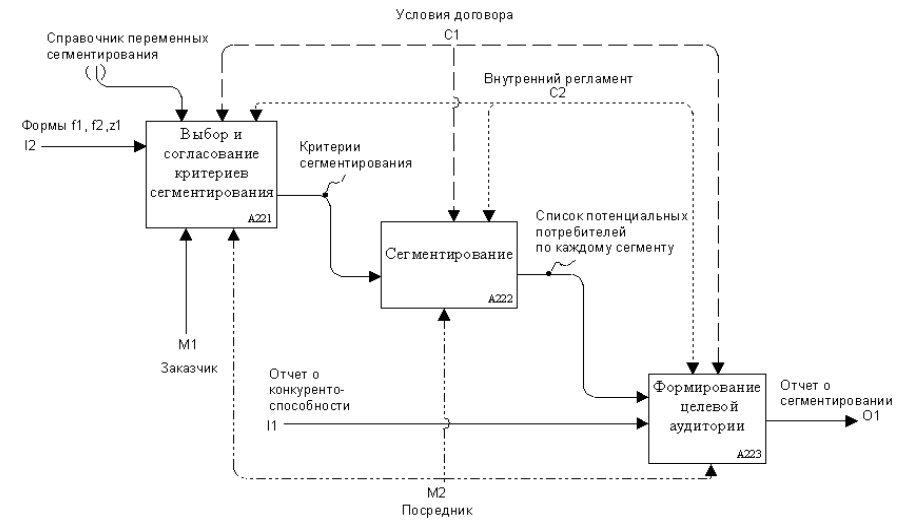 Условия договора
C1
Справочник переменных
сегментирования
( )
Внутренний регламент
C2
Формы f1, f2,z1
I2
Выбор и
согласование
критериев
сегментирования
A221
Критерии
сегментирования
Список потенциальных
потребителей
по каждому сегменту
Сегментирование
A222
M1
Заказчик
Отчет о
конкуренто-
способности
I1
Формирование
целевой
аудитории
A223
Отчет о
сегментировании
O1
M2
Посредник